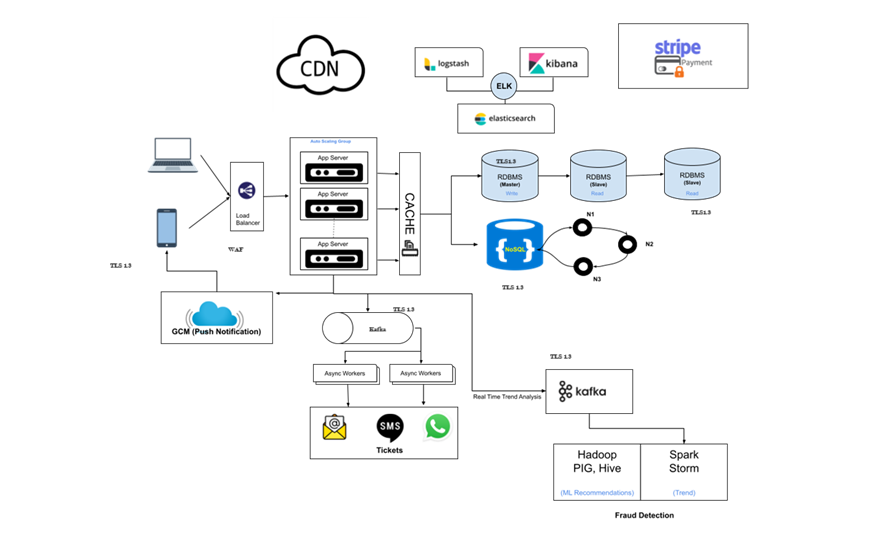 CDN
logstash
kibana
ELK
elasticsearch
stripe
Payment
Auto Scaling Group
App Server
App Server
App Server
Load
Balancer
WAF
TLS 1.3
CACHE
TLS1.3
RDBMS
(Master)
Write
RDBMS
(Slave)
Read
RDBMS
(Slave)
Read
TLS1.3
{NoSQL}
N1
N2
N3
TLS 1.3
GCM (Push Notification)
TLS 1.3
Kafka
Async Workers
Async Workers
@
SMS
Tickets
Real Time Trend Analysis
TLS 1.3
kafka
Hadoop
PIG, Hive
(ML Recommendations)
Spark
Storm
(Trend)
Fraud Detection